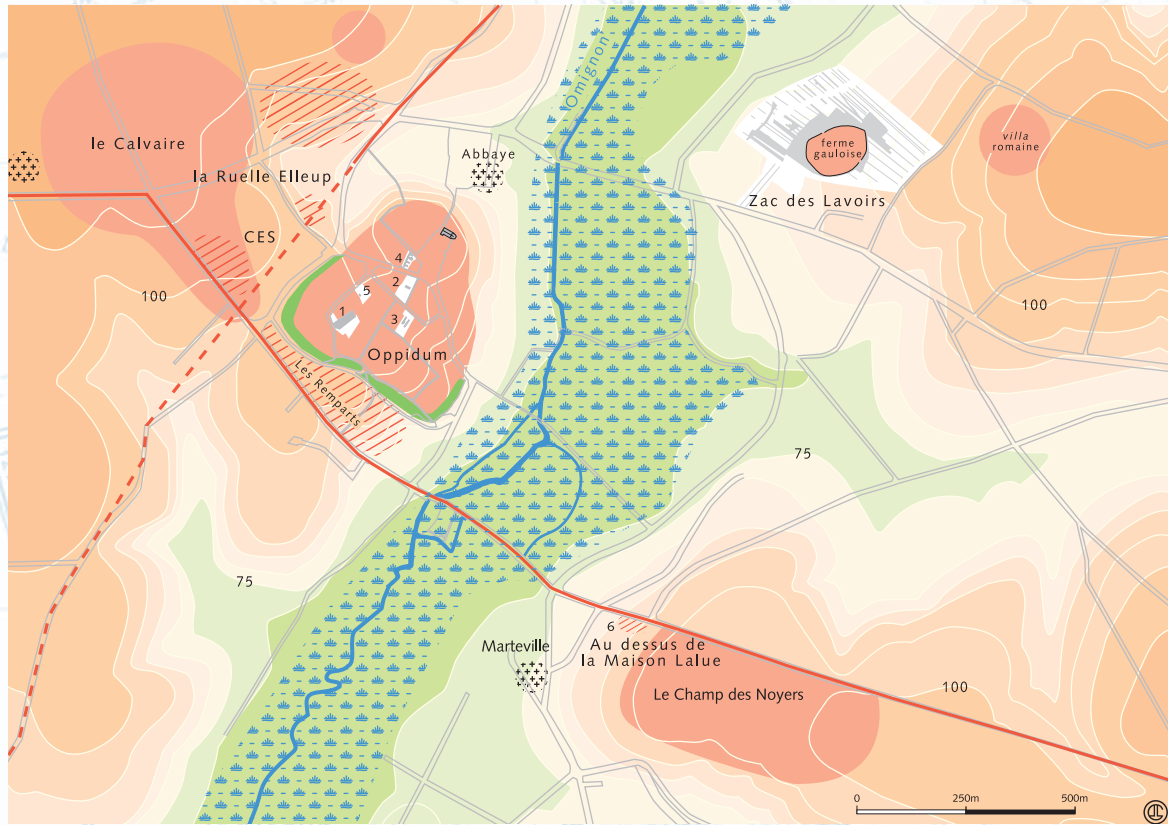 Omignon
le Calvaire
Abbaye
ferme
gauloise
villa
romaine
la Ruelle Elleup
Zac des Lavoirs
CES
4
2
5
100
1
3
100
Oppidum
Les Remparts
75
75
6
Marteville
Au dessus de
la Maison Lalue
Le Champ des Noyers
100
0
250m
500m